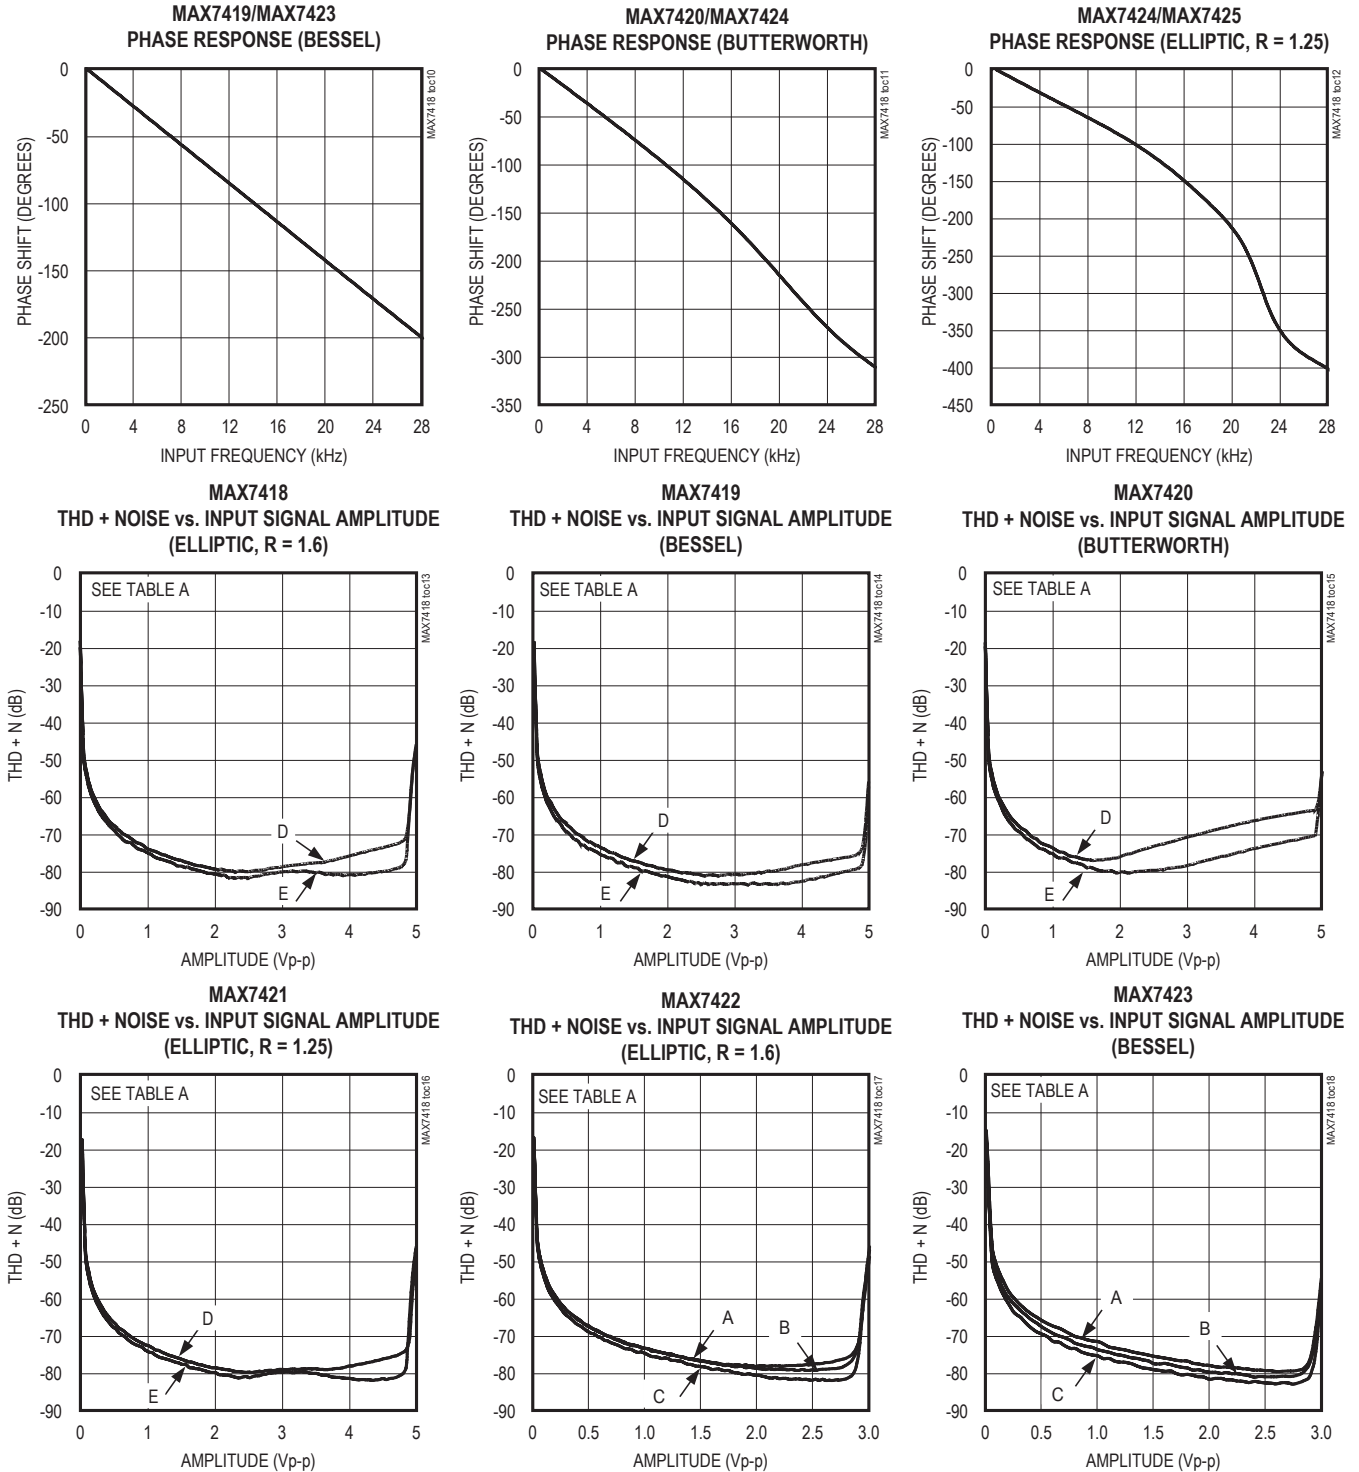 MAX7419/MAX7423
PHASE RESPONSE (BESSEL)
0
-50
-100
-150
-200
-250
0 4 8 12 16 20 24 28
INPUT FREQUENCY (kHz)
PHASE SHIFT (DEGREES)
MAX7418 toc10
MAX7420/MAX7424
PHASE RESPONSE (BUTTERWORTH)
0
-50
-100
-150
-200
-250
-300
-350
0 4 8 12 16 20 24 28
INPUT FREQUENCY (kHz)
PHASE SHIFT (DEGREES)
MAX7418 toc11
MAX7424/MAX7425
PHASE RESPONSE (ELLIPTIC, R = 1.25)
0
-50
-100
-150
-200
-250
-300
-350
-400
-450
0 4 8 12 16 20 24 28
INPUT FREQUENCY (kHz)
PHASE SHIFT (DEGREES)
MAX7418 toc12
MAX7418
THD + NOISE vs. INPUT SIGNAL AMPLITUDE
(ELLIPTIC, R = 1.6)
SEE TABLE A
0
-10
-20
-30
-40
-50
-60
-70
-80
-90
D
E
0 1 2 3 4 5
AMPLITUDE (Vp-p)
THD + N (dB)
MAX7418 toc13
MAX7419
THD + NOISE vs. INPUT SIGNAL AMPLITUDE
(BESSEL)
SEE TABLE A
0
-10
-20
-30
-40
-50
-60
-70
-80
-90
D
E
0 1 2 3 4 5
AMPLITUDE (Vp-p)
THD + N (dB)
MAX7418 toc14
MAX7420
THD + NOISE vs. INPUT SIGNAL AMPLITUDE
(BUTTERWORTH)
SEE TABLE A
0
-10
-20
-30
-40
-50
-60
-70
-80
-90
D
E
0 1 2 3 4 5
AMPLITUDE (Vp-p)
THD + N (dB)
MAX7418 toc15
MAX7421
THD + NOISE vs. INPUT SIGNAL AMPLITUDE
(ELLIPTIC, R = 1.25)
SEE TABLE A
0
-10
-20
-30
-40
-50
-60
-70
-80
-90
D
E
0 1 2 3 4 5
AMPLITUDE (Vp-p)
THD + N (dB)
MAX7418 toc16
MAX7422
THD + NOISE vs. INPUT SIGNAL AMPLITUDE
(ELLIPTIC, R = 1.6)
SEE TABLE A
0
-10
-20
-30
-40
-50
-60
-70
-80
-90
A
B
C
0 0.5 1.0 1.5 2.0 2.5 3.0
AMPLITUDE (Vp-p)
THD + N (dB)
MAX7418 toc17
MAX7423
THD + NOISE vs. INPUT SIGNAL AMPLITUDE
(BESSEL)
SEE TABLE A
0
-10
-20
-30
-40
-50
-60
-70
-80
-90
A
B
C
0 0.5 1.0 1.5 2.0 2.5 3.0
AMPLITUDE (Vp-p)
THD + N (dB)
MAX7418 toc18